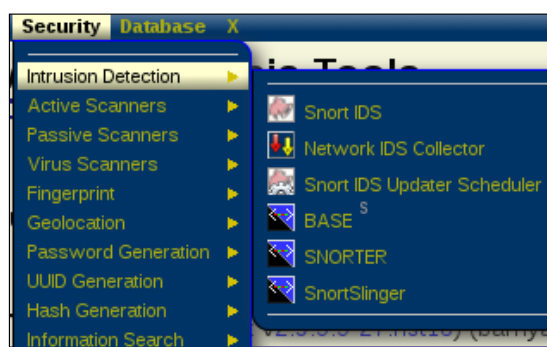 Security Database X
Tools
Intrusion Detection
Active Scanners
Passive Scanners
Virus Scanners
Fingerprint
Geolocation
Password Generation
UUID Generation
Hash Generation
Information Search
Snort IDS
Network IDS Collector
Snort IDS Updater Scheduler
BASE S
SNORTER
SnortSlinger